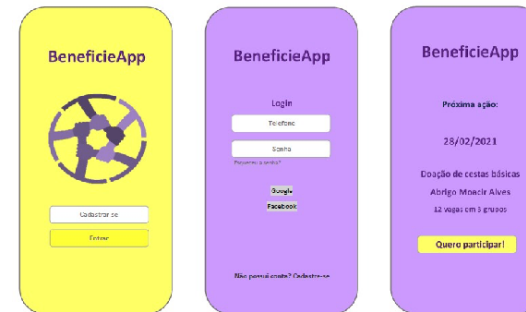 BeneficieApp
Cadastrar-se
Entrar
BeneficieApp
Login
Telefone
Senha
Esqueceu a senha?
Google
Facebook
Não possui conta? Cadastre-se
BeneficieApp
Próxima ação:
28/02/2021
Doação de cestas básicas
Abrigo Moacir Alves
12 vagas em 3 grupos
Quero participar!